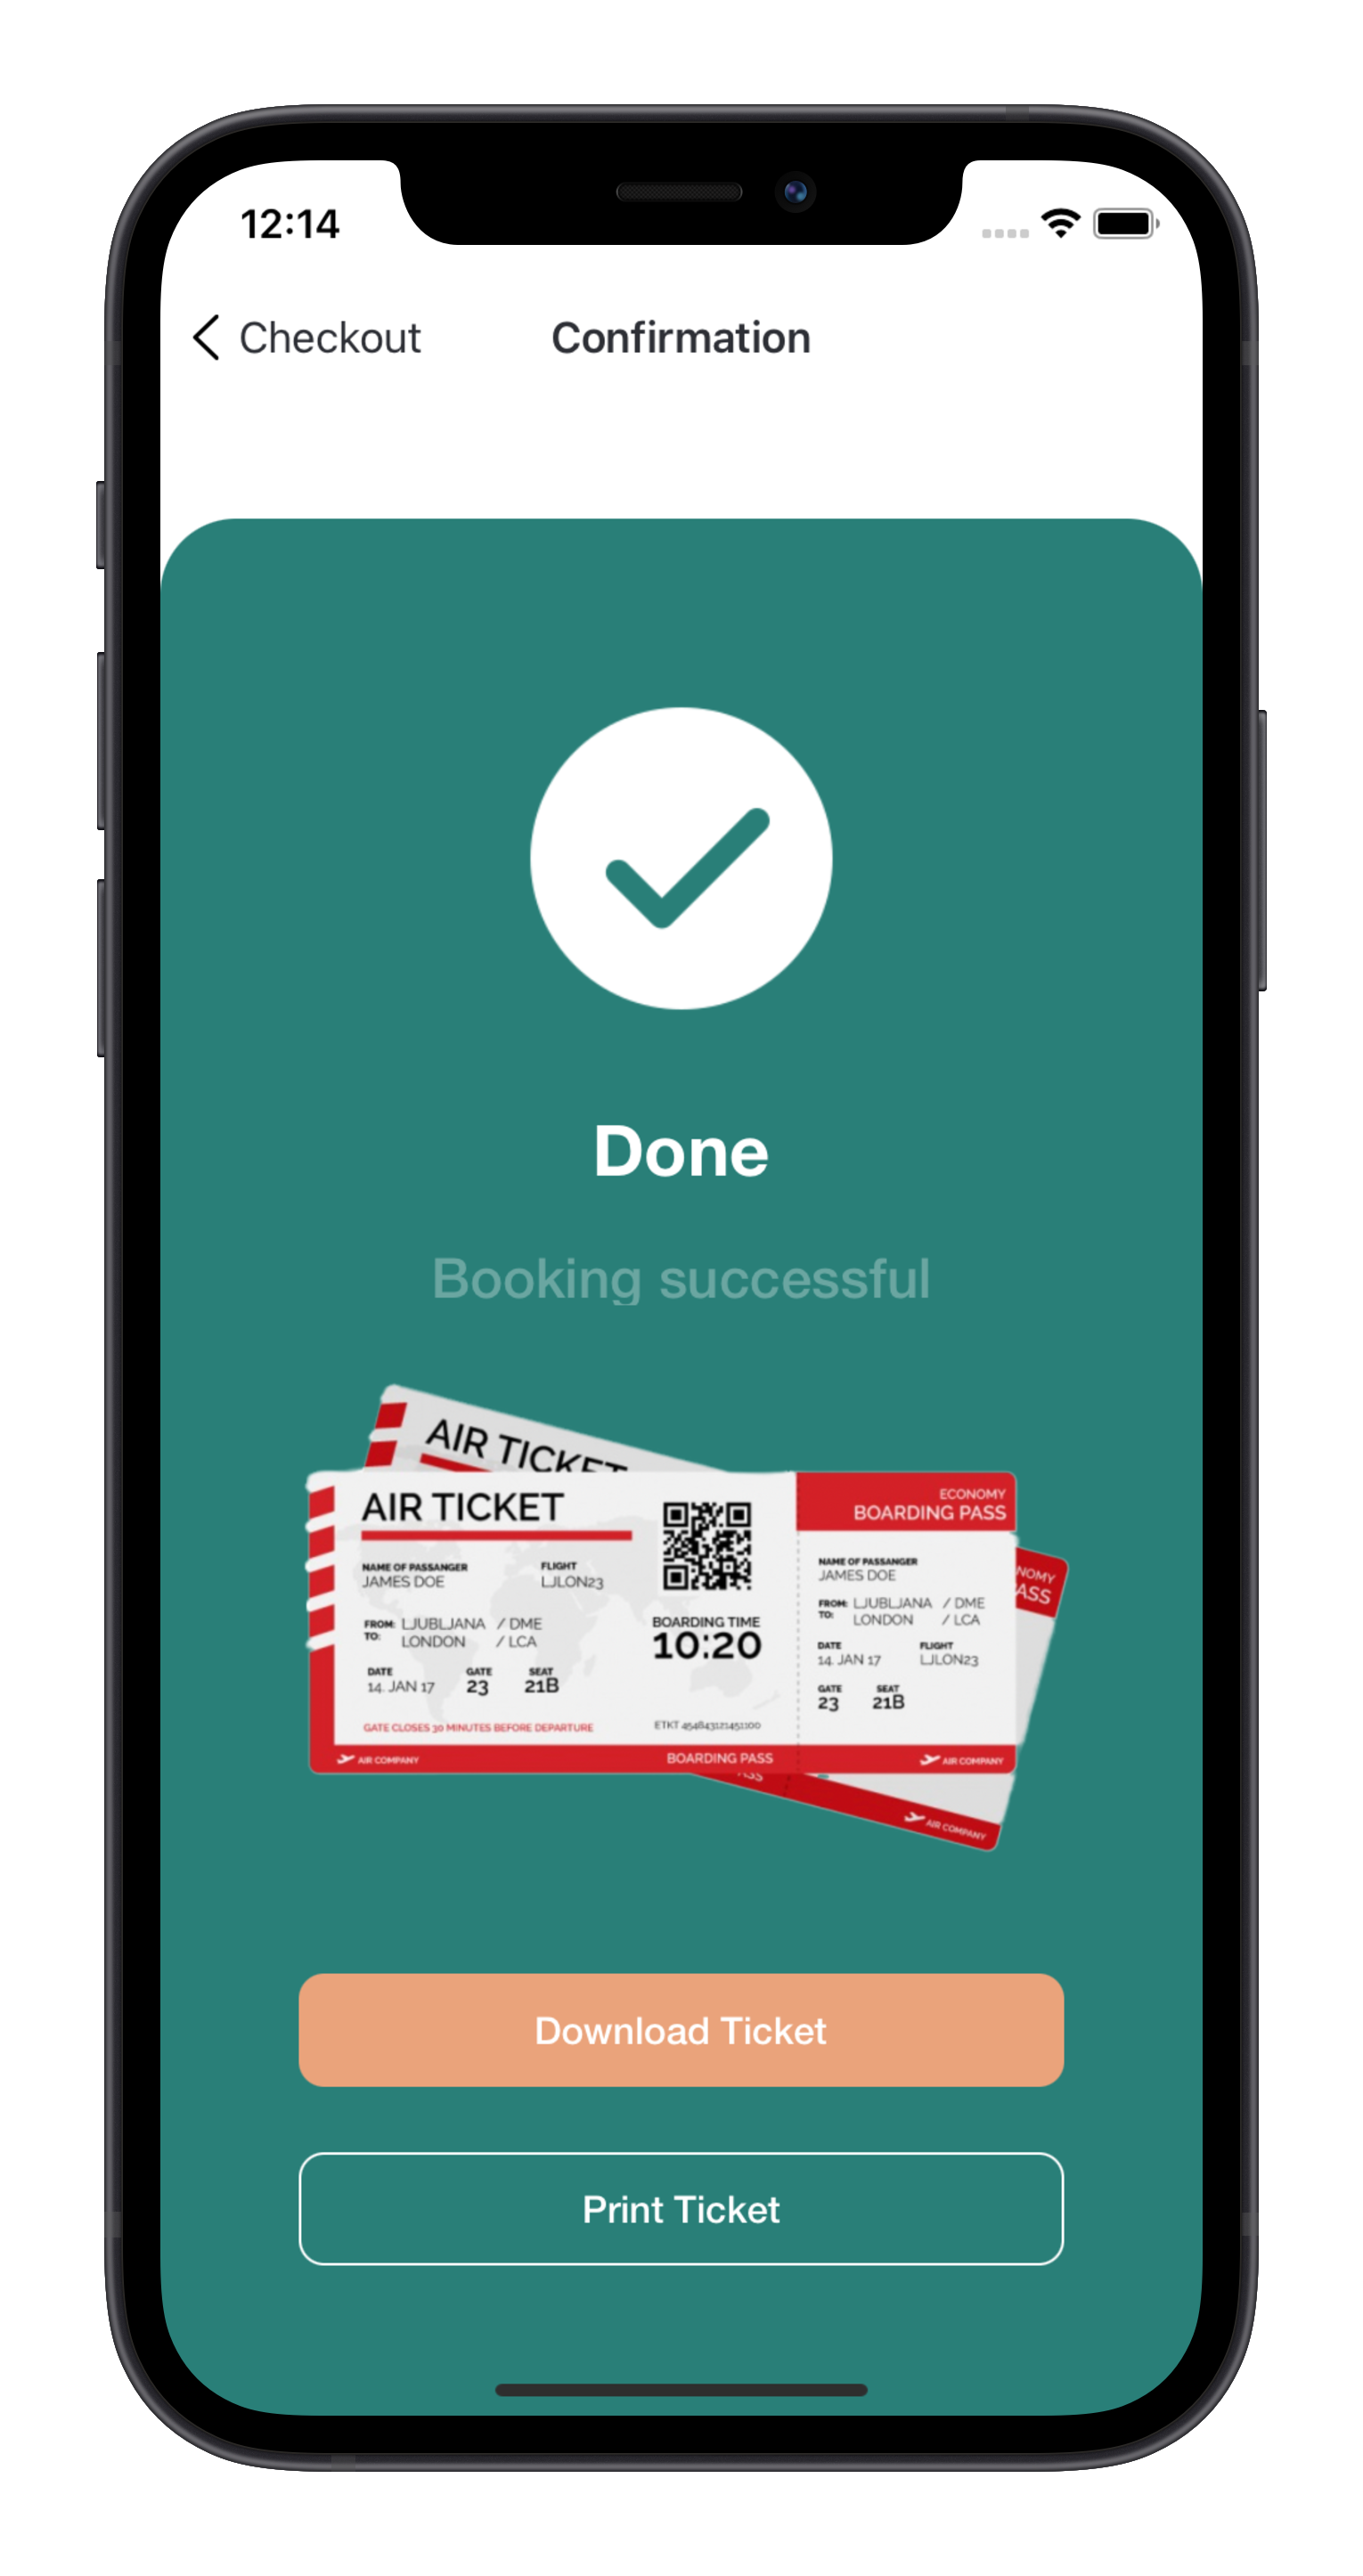 12:14
Checkout
Confirmation
Done
Booking successful
AIR TICKET
AIR TICKET
NAME OF PASSANGER
JAMES DOE
FLIGHT
LJLON23
FROM: LJUBLJANA / DME
TO: LONDON / LCA
DATE
14. JAN 17
GATE
23
SEAT
21B
GATE CLOSES 30 MINUTES BEFORE DEPARTURE
BOARDING TIME
10:20
ETKT 454843121451100
AIR COMPANY
BOARDING PASS
ECONOMY
BOARDING PASS
NAME OF PASSANGER
JAMES DOE
FROM: LJUBLJANA / DME
TO: LONDON / LCA
DATE
14. JAN 17
FLIGHT
LJLON23
GATE
23
SEAT
21B
AIR COMPANY
NOMY
ASS
ASS
AIR COMPANY
Download Ticket
Print Ticket